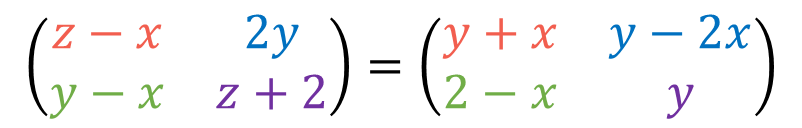 (z − x 2y) = (y + x y − 2x)
(y − x z + 2) (2 − x y)